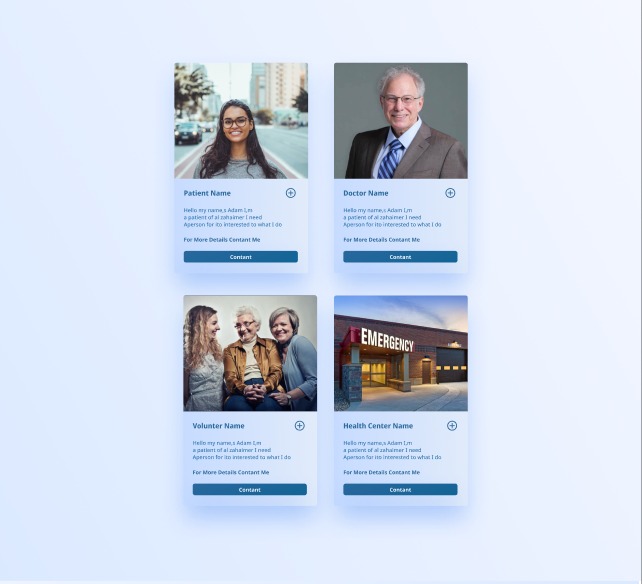 Patient Name
Hello my name,s Adam I,m
a patient of al zahaimer I need
Aperson for ito interested to what I do
For More Details Contant Me
Contant
Doctor Name
Hello my name,s Adam I,m
a patient of al zahaimer I need
Aperson for ito interested to what I do
For More Details Contant Me
Contant
EMERGENCY
Volunter Name
Hello my name,s Adam I,m
a patient of al zahaimer I need
Aperson for ito interested to what I do
For More Details Contant Me
Contant
Health Center Name
Hello my name,s Adam I,m
a patient of al zahaimer I need
Aperson for ito interested to what I do
For More Details Contant Me
Contant